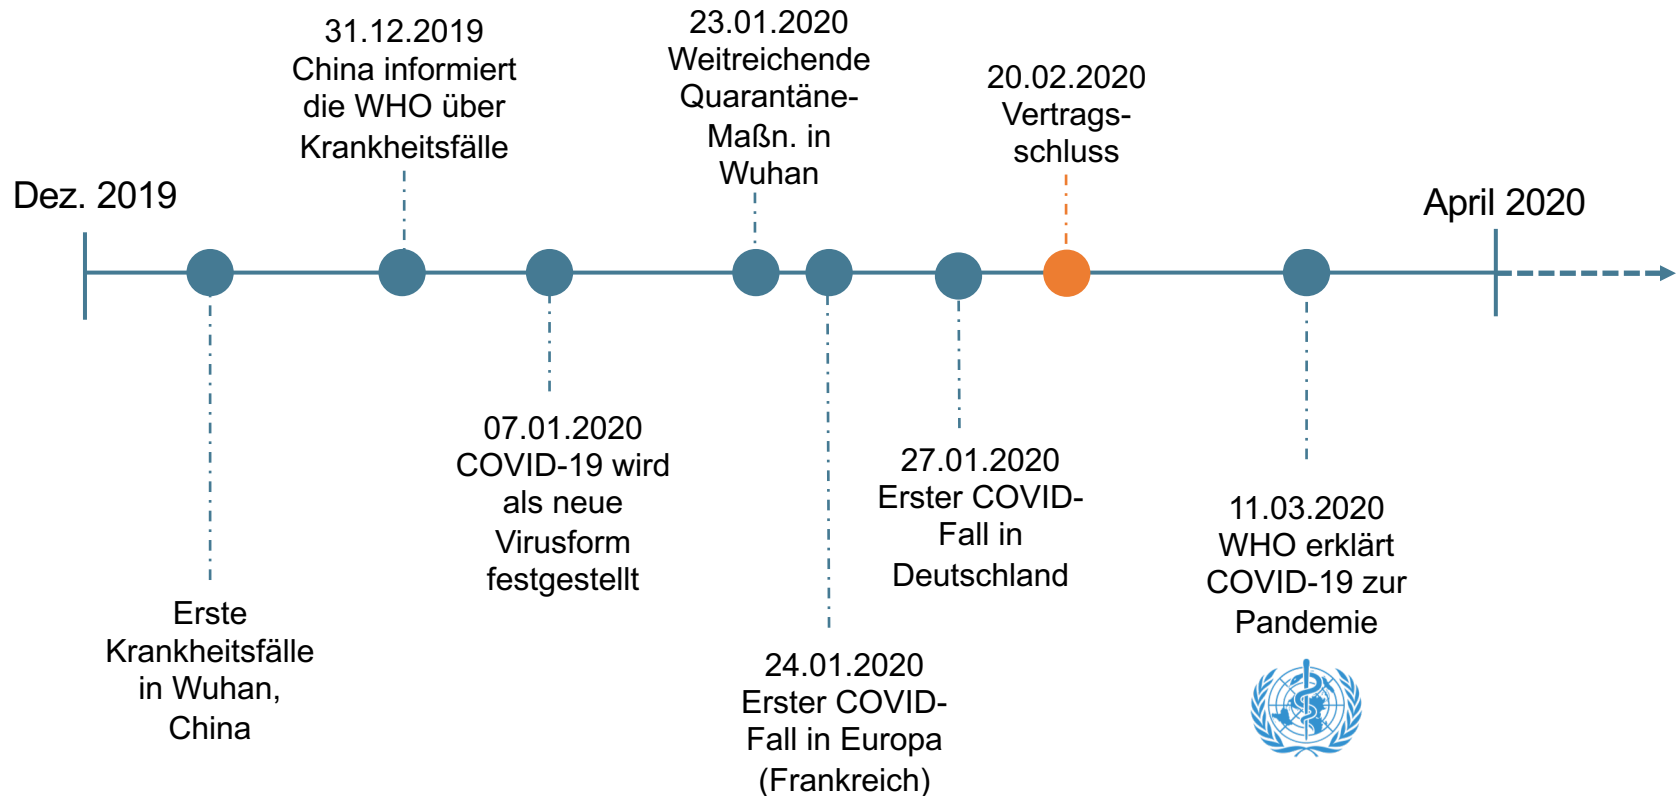 Dez. 2019
31.12.2019
China informiert
die WHO über
Krankheitsfälle
23.01.2020
Weitreichende
Quarantäne-
Maßn. in
Wuhan
20.02.2020
Vertrags-
schluss
April 2020
Erste
Krankheitsfälle
in Wuhan,
China
07.01.2020
COVID-19 wird
als neue
Virusform
festgestellt
24.01.2020
Erster COVID-
Fall in Europa
(Frankreich)
27.01.2020
Erster COVID-
Fall in
Deutschland
11.03.2020
WHO erklärt
COVID-19 zur
Pandemie